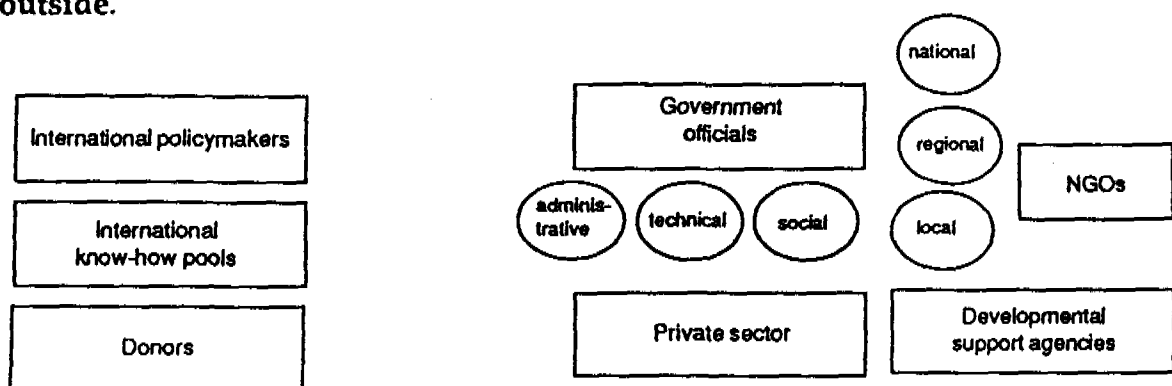 outside.
International policymakers
International
know-how pools
Donors
Government
officials
adminis-
trative
technical
social
national
regional
local
NGOs
Private sector
Developmental
support agencies